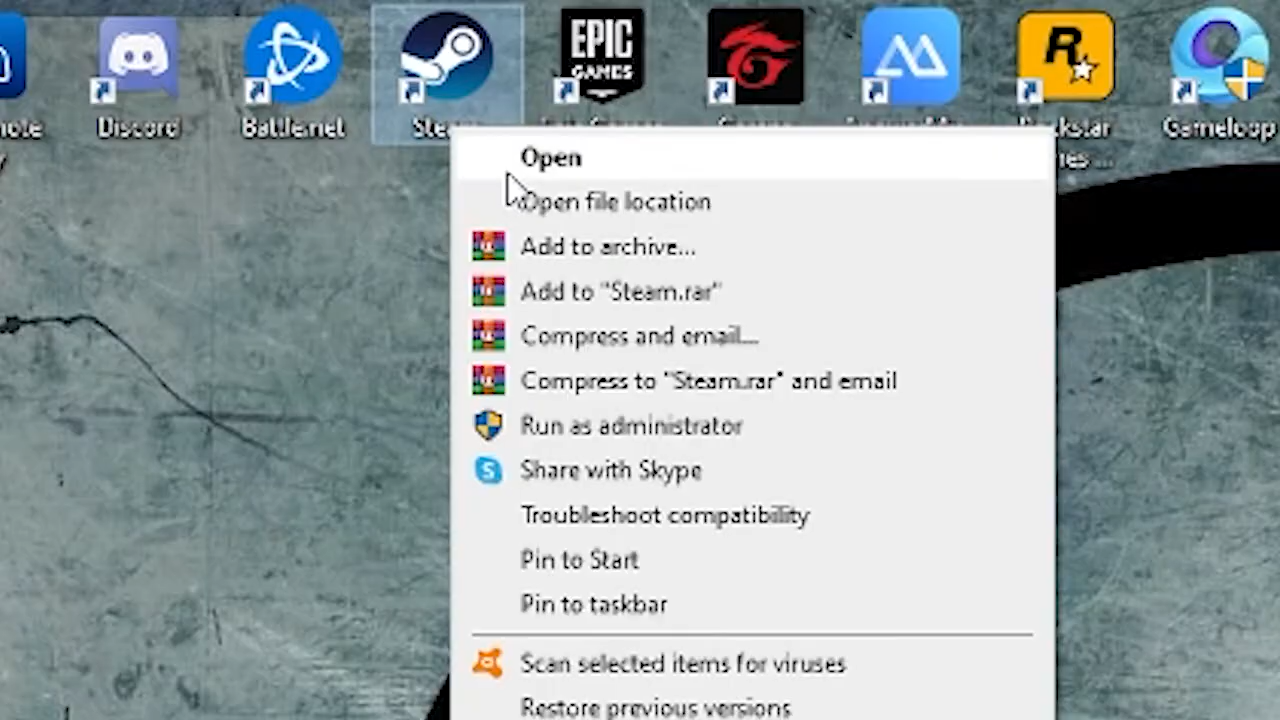 Discord
Battle.net
EPIC
GAMES
R
Gameloop
Open
Open file location
Add to archive...
Add to "Steam.rar"
Compress and email...
Compress to "Steam.rar" and email
Run as administrator
S
Share with Skype
Troubleshoot compatibility
Pin to Start
Pin to taskbar
Scan selected items for viruses
Restore previous versions